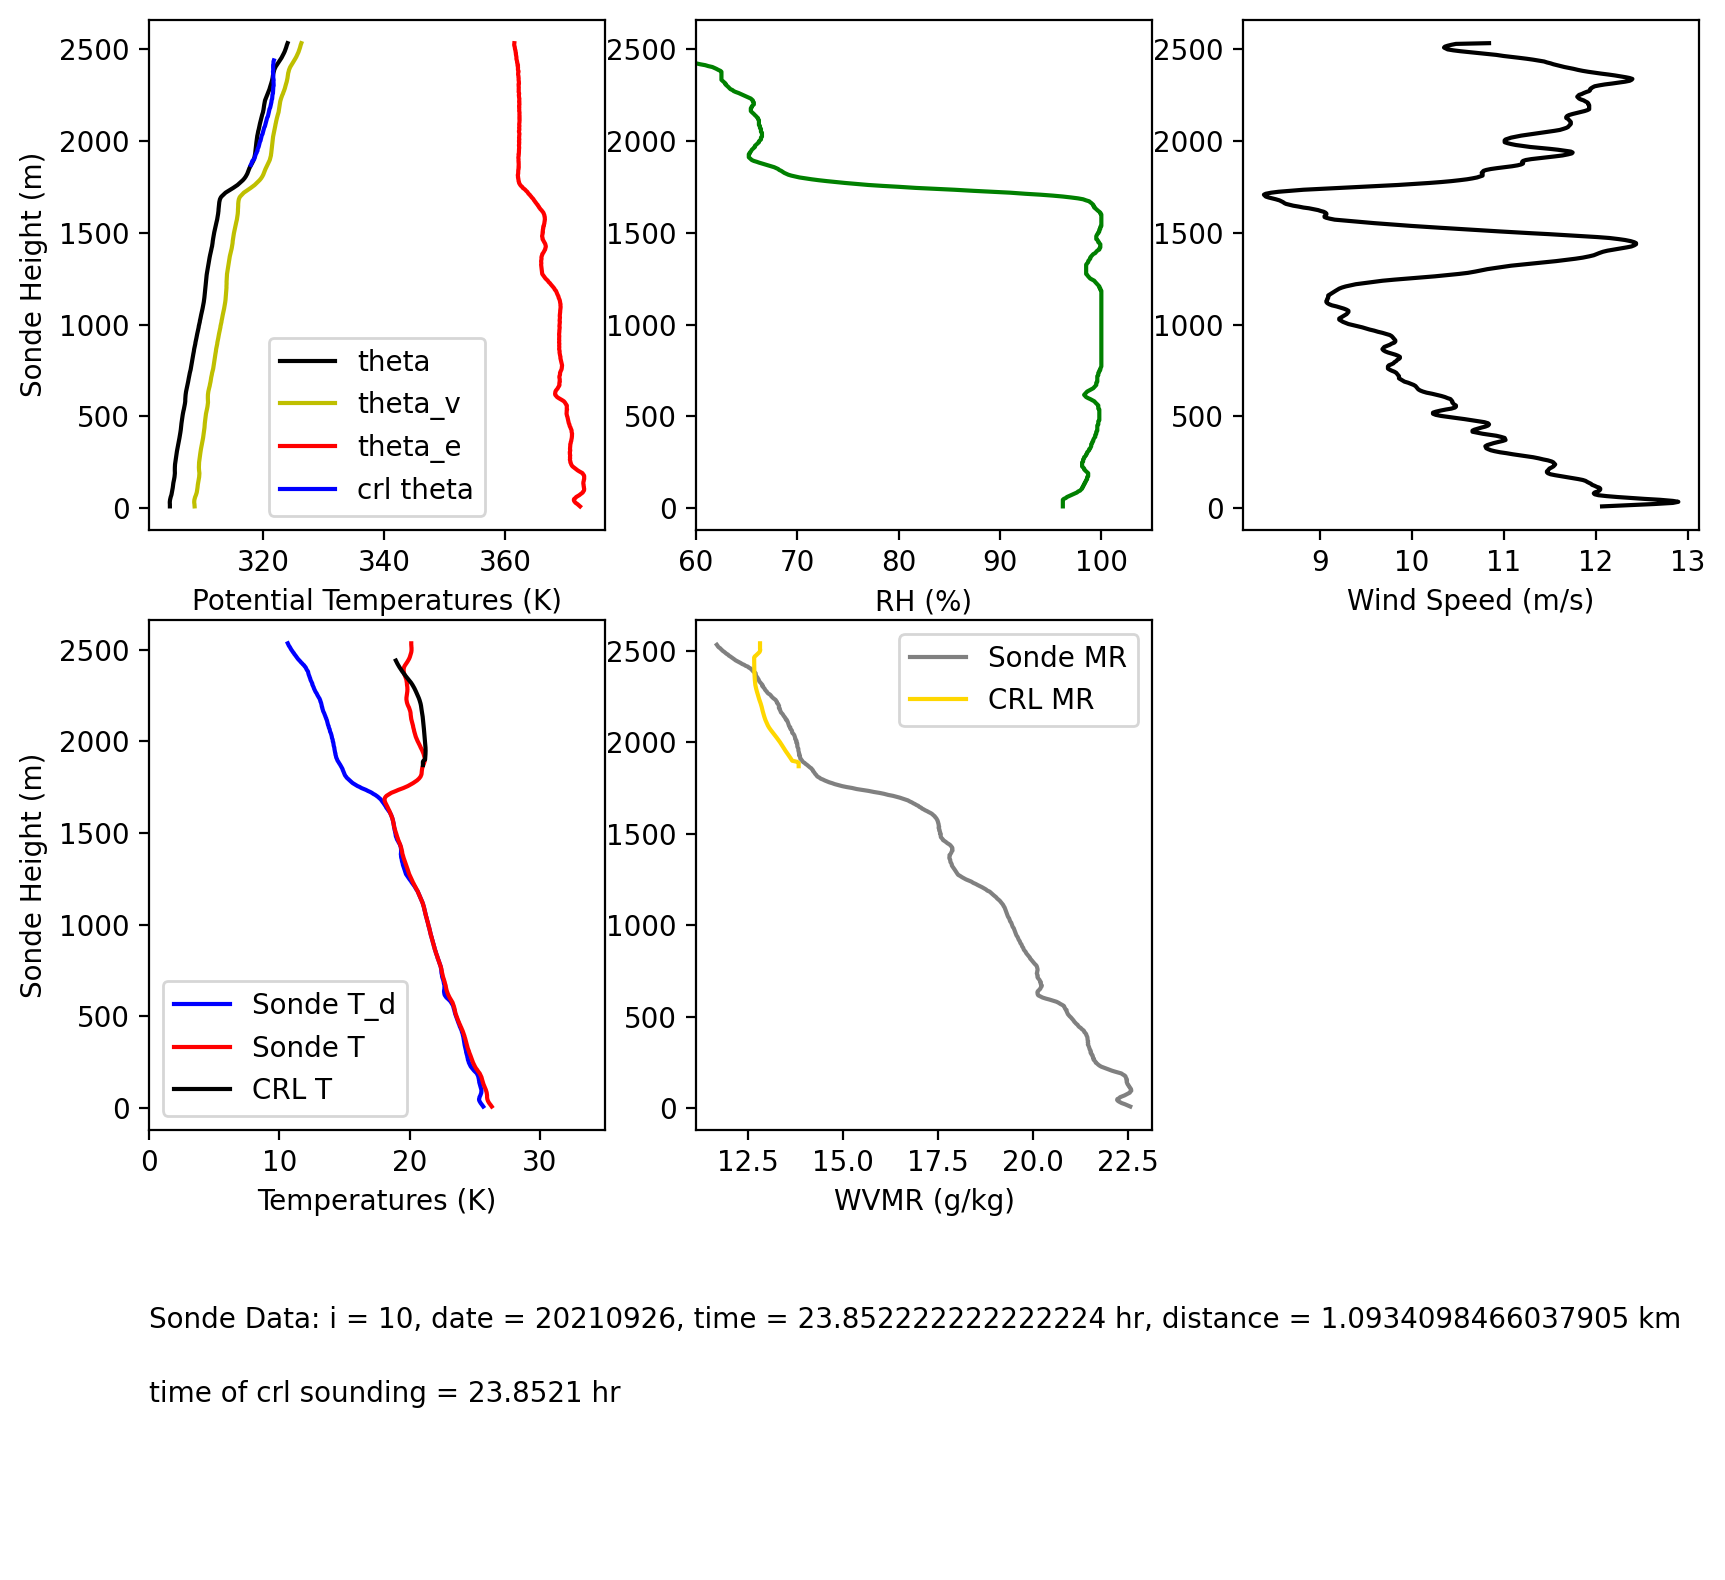 2500
2000
1500
1000
500
0
Sonde Height (m)
theta
theta_v
theta_e
crl theta
320 340 360
Potential Temperatures (K)
2500
2000
1500
1000
500
0
60 70 80 90 100
RH (%)
2500
2000
1500
1000
500
0
9 10 11 12 13
Wind Speed (m/s)
2500
2000
1500
1000
500
0
Sonde Height (m)
Sonde T_d
Sonde T
CRL T
0 10 20 30
Temperatures (K)
2500
2000
1500
1000
500
0
Sonde MR
CRL MR
12.5 15.0 17.5 20.0 22.5
WVMR (g/kg)
Sonde Data: i = 10, date = 20210926, time = 23.852222222222224 hr, distance = 1.0934098466037905 km
time of crl sounding = 23.8521 hr